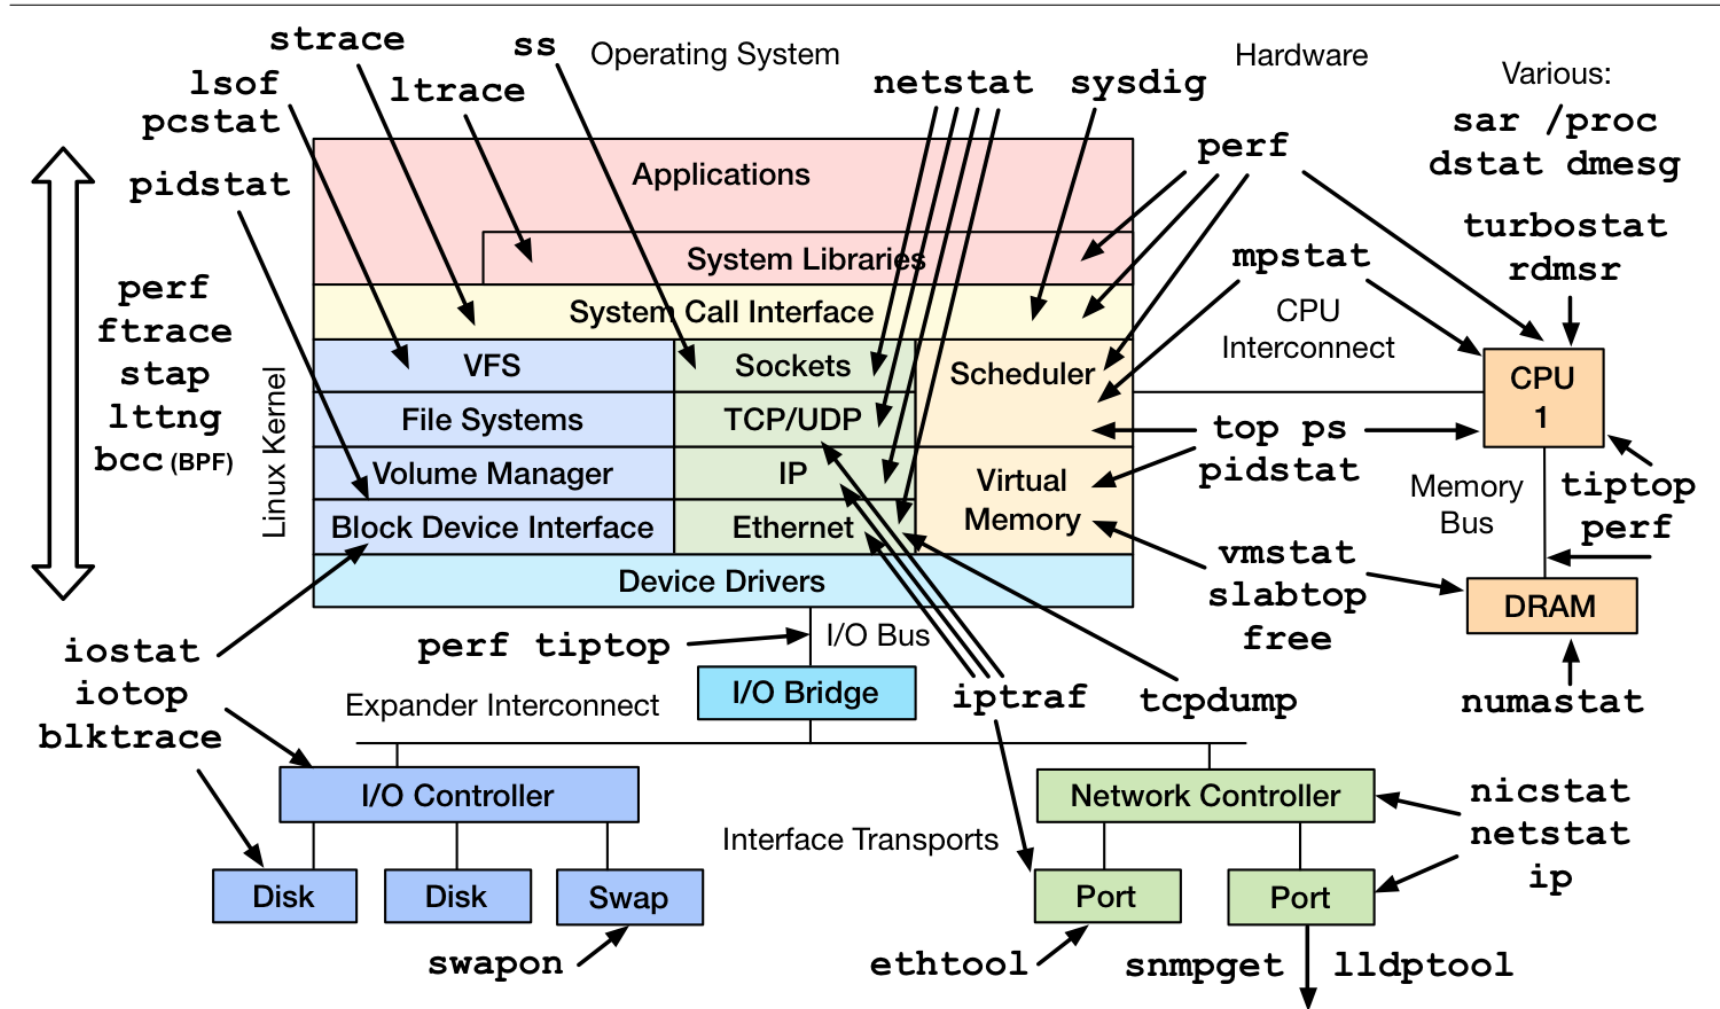 strace
ss
Operating System
Hardware
Various:
lsof
pcstat
ltrace
netstat
sysdig
sar /proc
dstat dmesg
perf
pidstat
Applications
turbostat
rdmsr
mpstat
System Libraries
perf
ftrace
stap
lttng
bcc (BPF)
Linux Kernel
System Call Interface
CPU
Interconnect
VFS
Sockets
Scheduler
CPU
1
File Systems
TCP/UDP
top ps
pidstat
Volume Manager
IP
Virtual
Memory
Memory
Bus
tiptop
perf
Block Device Interface
Ethernet
vmstat
slabtop
free
Device Drivers
DRAM
iostat
iotop
blktrace
perf tiptop
I/O Bus
I/O Bridge
iptraf
tcpdump
numastat
Expander Interconnect
I/O Controller
Network Controller
nicstat
netstat
ip
Interface Transports
Disk
Disk
Swap
Port
Port
swapon
ethtool
snmpget
lldptool